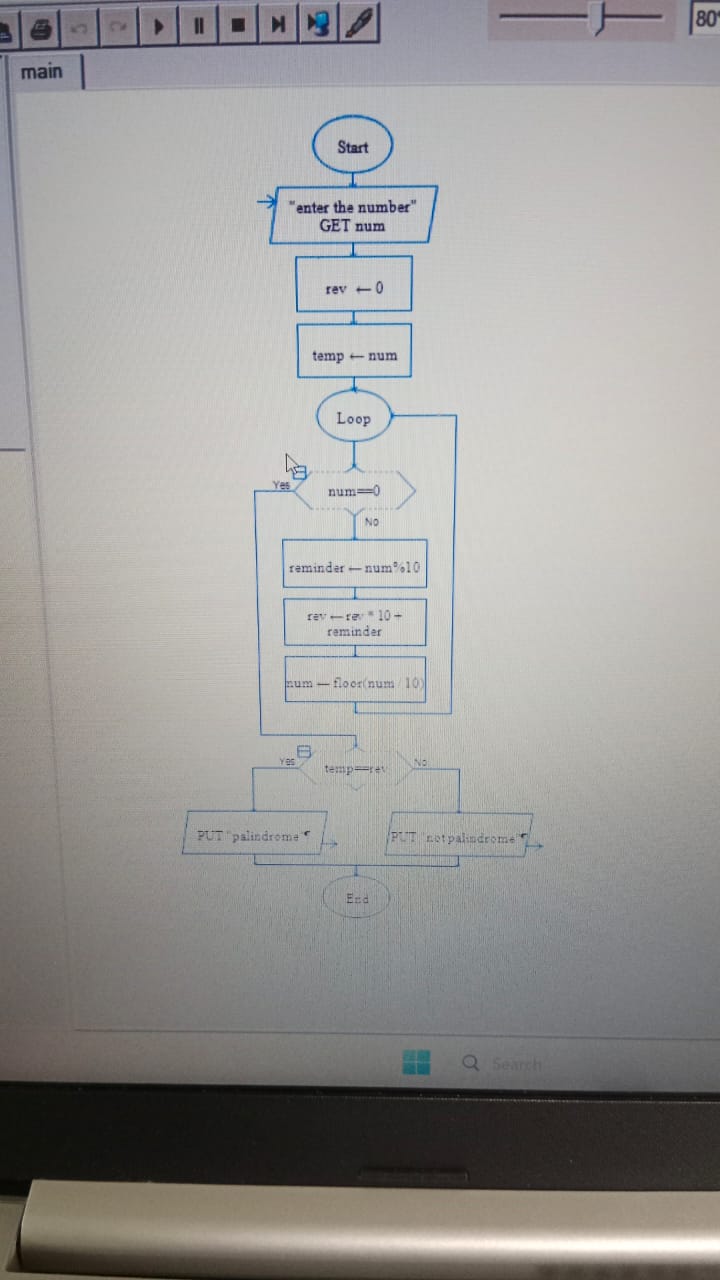 80
main
Start
"enter the number"
GET num
rev ← 0
temp ← num
Loop
Yes
num==0
No
reminder ← num%10
rev ← rev * 10 +
reminder
num ← floor(num / 10)
Yes
temp==rev
No
PUT "palindrome"¶
PUT "not palindrome"¶
End
Search